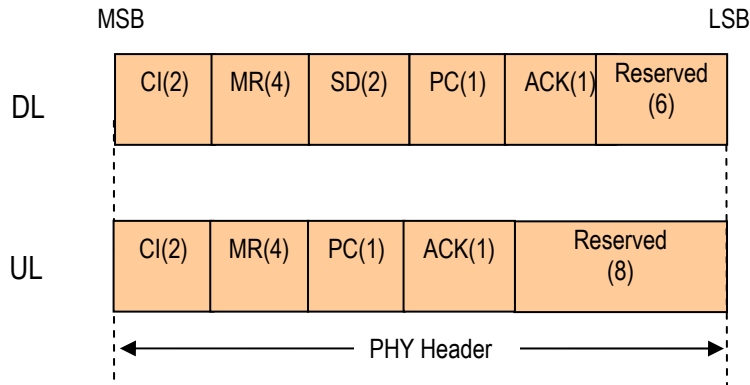 MSB LSB
DL
CI(2) MR(4) SD(2) PC(1) ACK(1) Reserved
(6)
UL
CI(2) MR(4) PC(1) ACK(1) Reserved
(8)
PHY Header